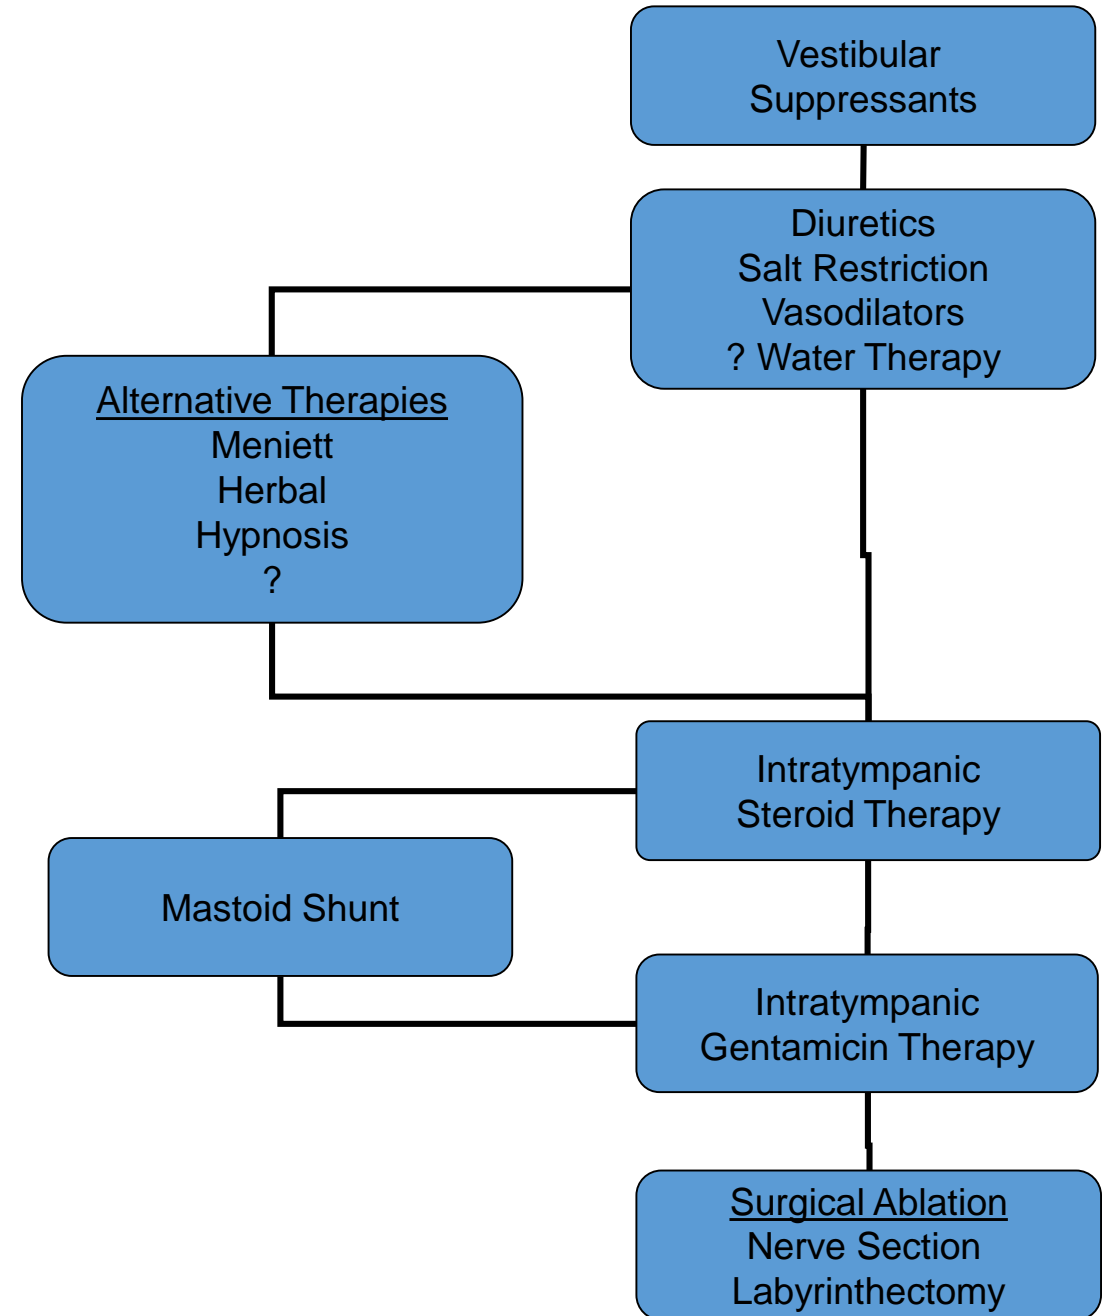 Vestibular
Suppressants
Diuretics
Salt Restriction
Vasodilators
? Water Therapy
Alternative Therapies
Meniett
Herbal
Hypnosis
?
Intratympanic
Steroid Therapy
Mastoid Shunt
Intratympanic
Gentamicin Therapy
Surgical Ablation
Nerve Section
Labyrinthectomy